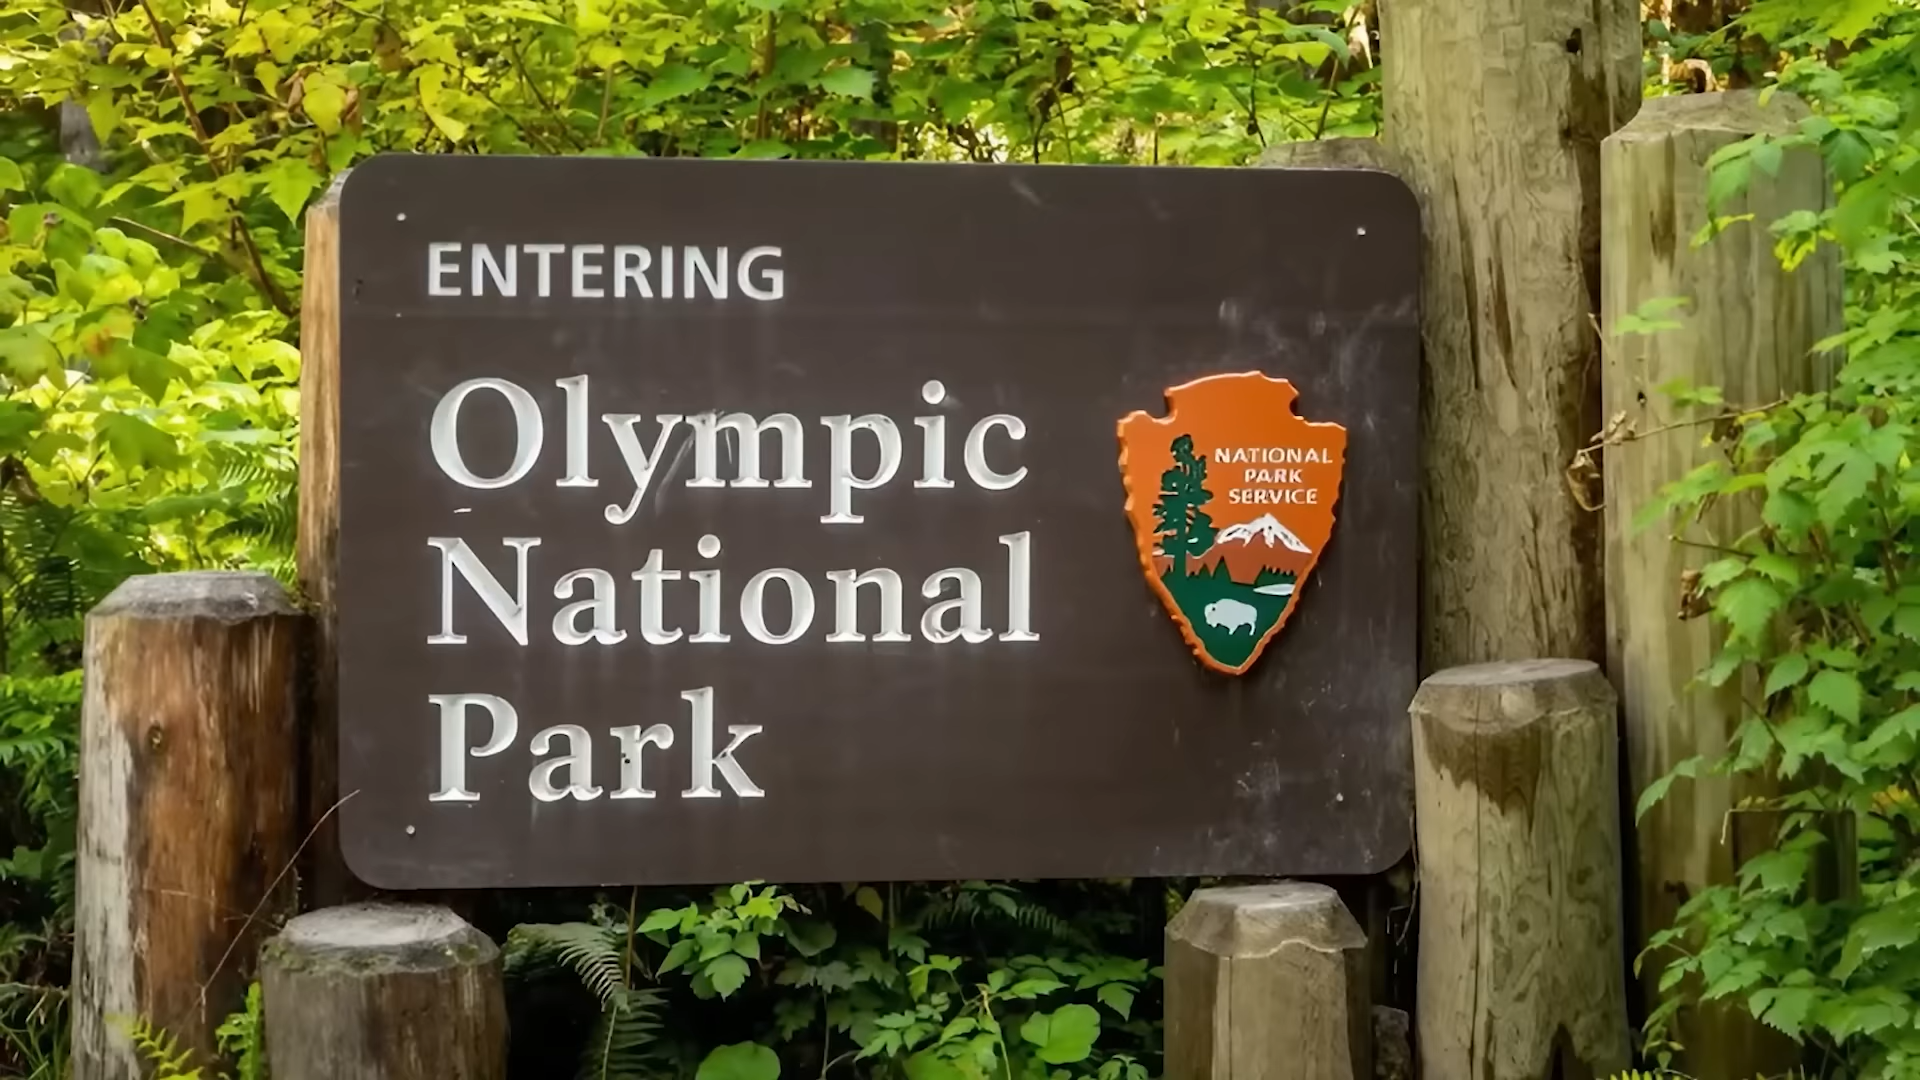 ENTERING
Olympic
National
Park
NATIONAL
PARK
SERVICE